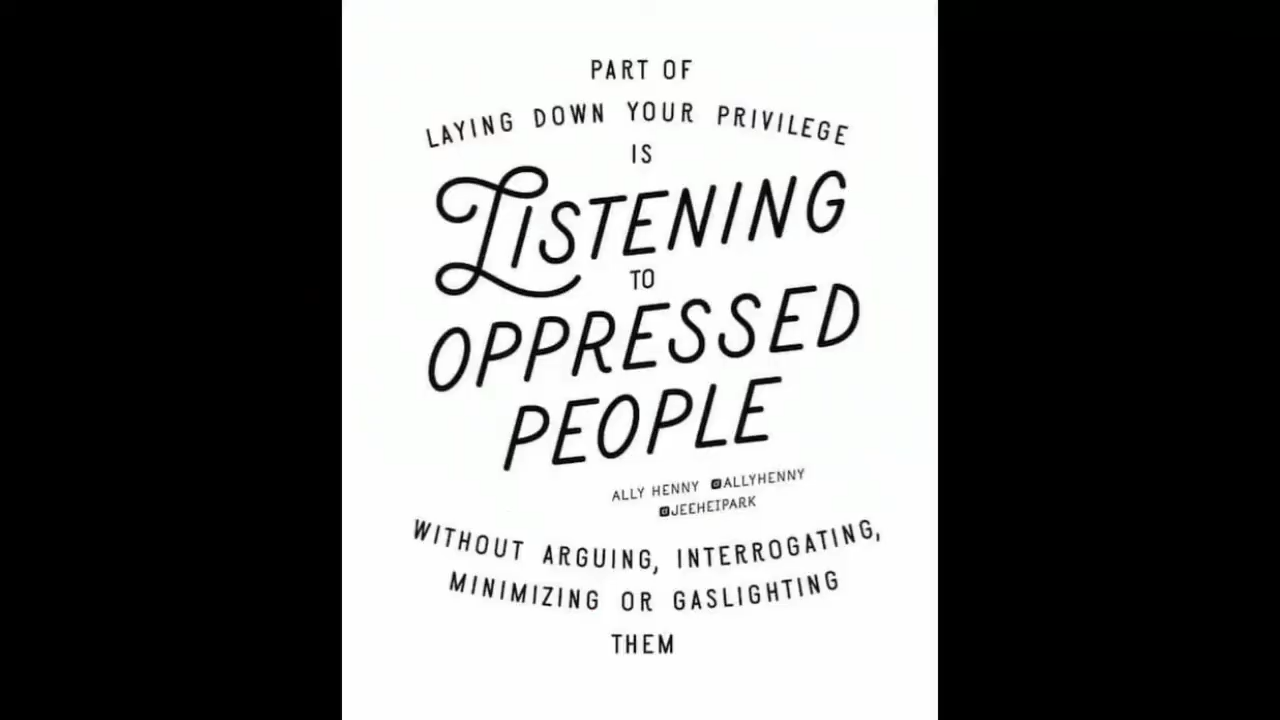 PART OF
LAYING DOWN YOUR PRIVILEGE
IS
LISTENING
TO
OPPRESSED
PEOPLE
ALLY HENNY @ALLYHENNY
@JEEHEIPARK
WITHOUT ARGUING, INTERROGATING,
MINIMIZING OR GASLIGHTING
THEM